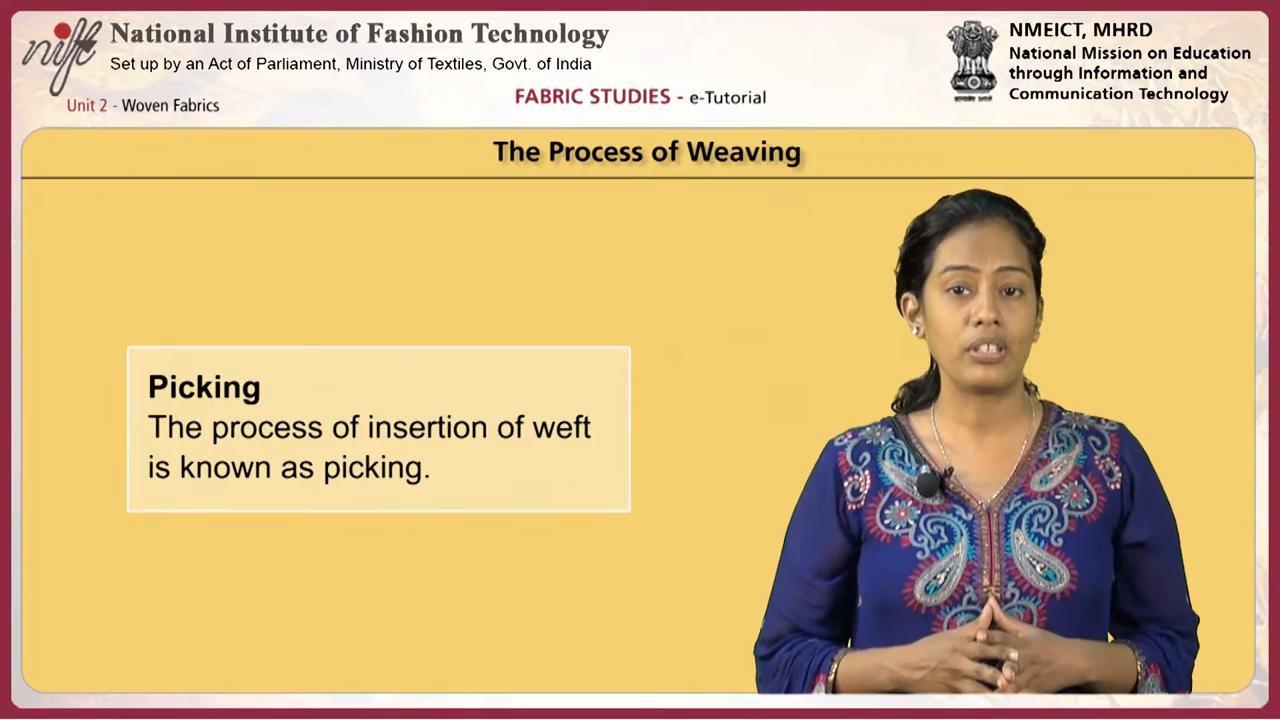 nift
National Institute of Fashion Technology
Set up by an Act of Parliament, Ministry of Textiles, Govt. of India
Unit 2 - Woven Fabrics
FABRIC STUDIES - e-Tutorial
NMEICT, MHRD
National Mission on Education
through Information and
Communication Technology
The Process of Weaving
Picking
The process of insertion of weft
is known as picking.